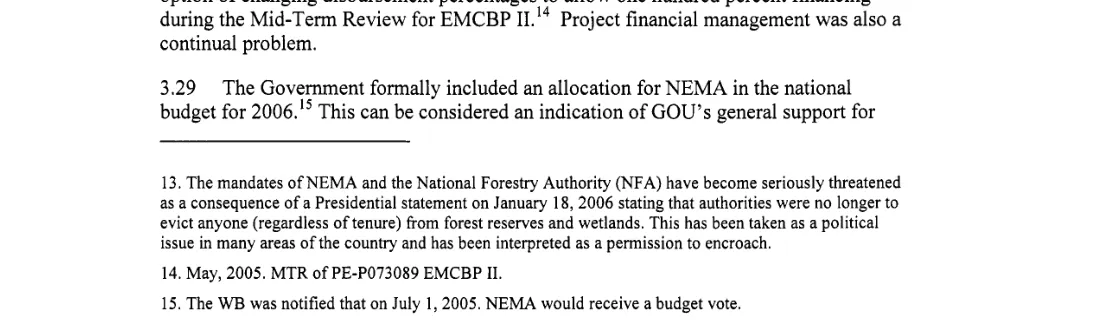 during the Mid-Term Review for EMCBP II.14 Project financial management was also a
continual problem.
3.29 The Government formally included an allocation for NEMA in the national
budget for 2006.15 This can be considered an indication of GOU's general support for
13. The mandates of NEMA and the National Forestry Authority (NFA) have become seriously threatened
as a consequence of a Presidential statement on January 18, 2006 stating that authorities were no longer to
evict anyone (regardless of tenure) from forest reserves and wetlands. This has been taken as a political
issue in many areas of the country and has been interpreted as a permission to encroach.
14. May, 2005. MTR of PE-P073089 EMCBP II.
15. The WB was notified that on July 1, 2005. NEMA would receive a budget vote.